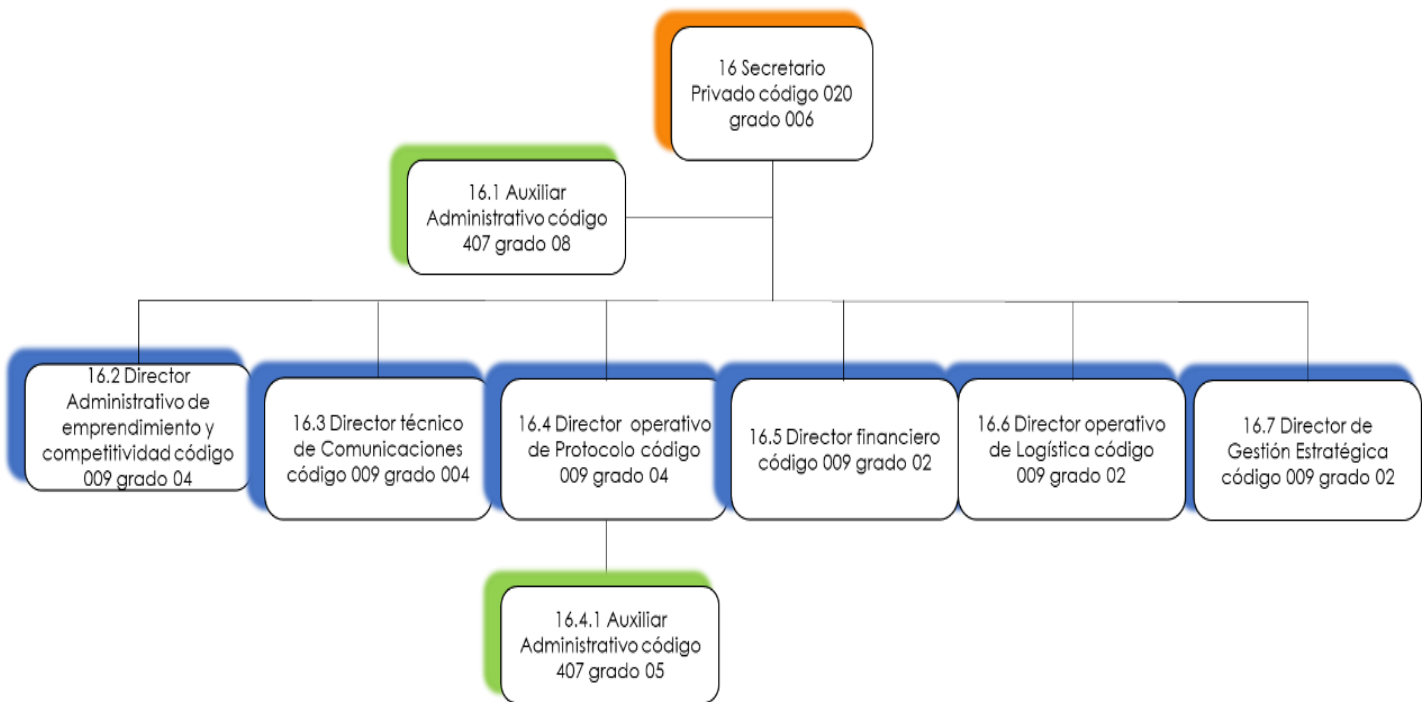 16 Secretario
Privado código 020
grado 006
16.1 Auxiliar
Administrativo código
407 grado 08
16.2 Director
Administrativo de
emprendimiento y
competitividad código
009 grado 04
16.3 Director técnico
de Comunicaciones
código 009 grado 004
16.4 Director operativo
de Protocolo código
009 grado 04
16.5 Director financiero
código 009 grado 02
16.6 Director operativo
de Logística código
009 grado 02
16.7 Director de
Gestión Estratégica
código 009 grado 02
16.4.1 Auxiliar
Administrativo código
407 grado 05